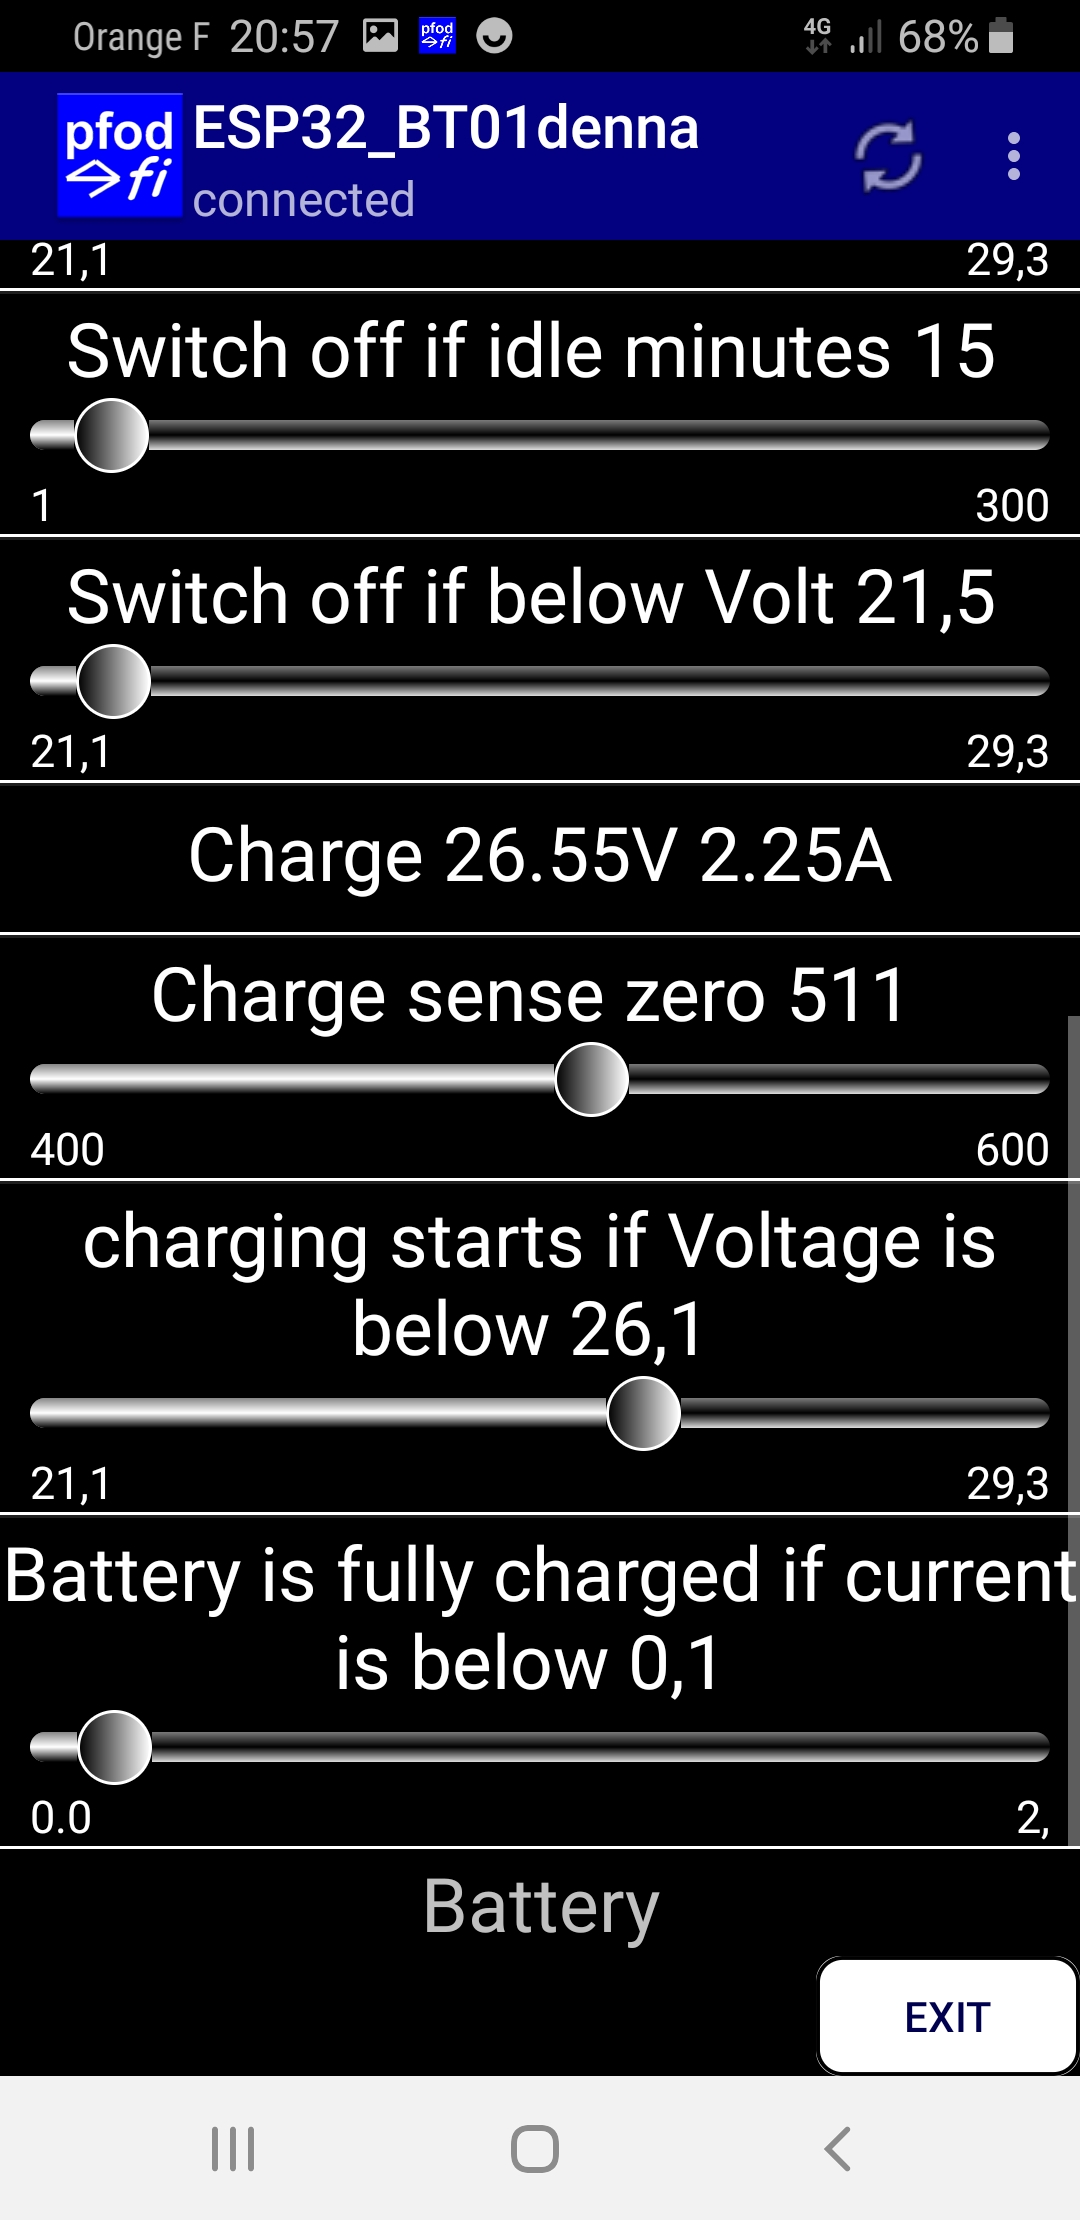 Orange F 20:57 pfod fi 4G 68%
pfod ESP32_BT01denna
fi connected
21,1 29,3
Switch off if idle minutes 15
1 300
Switch off if below Volt 21,5
21,1 29,3
Charge 26.55V 2.25A
Charge sense zero 511
400 600
charging starts if Voltage is
below 26,1
21,1 29,3
Battery is fully charged if current
is below 0,1
0.0 2,
Battery
EXIT